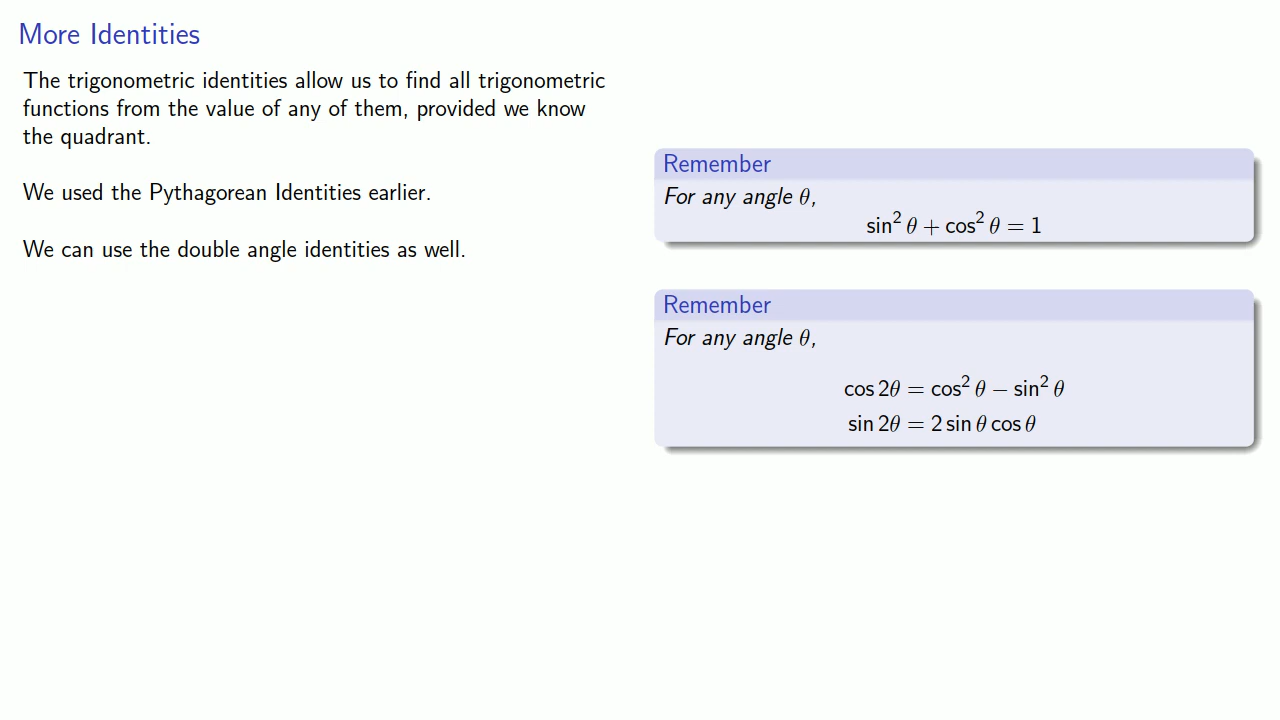 More Identities
The trigonometric identities allow us to find all trigonometric
functions from the value of any of them, provided we know
the quadrant.
We used the Pythagorean Identities earlier.
We can use the double angle identities as well.
Remember
For any angle θ,
sin² θ + cos² θ = 1
Remember
For any angle θ,
cos 2θ = cos² θ − sin² θ
sin 2θ = 2 sin θ cos θ